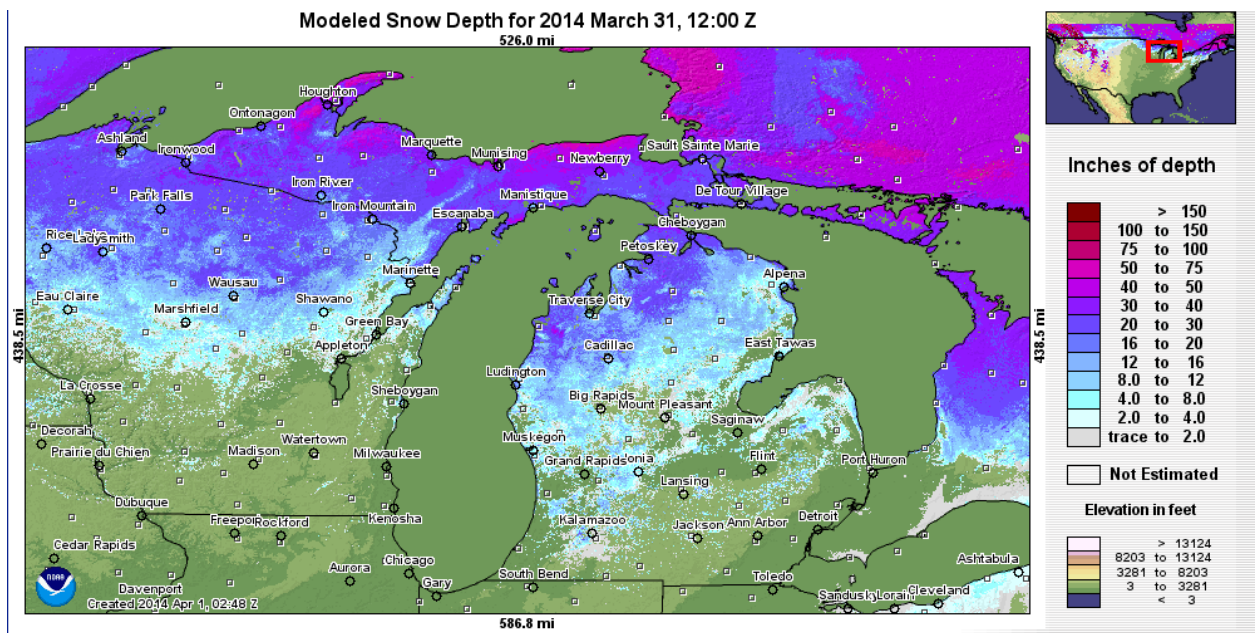 Modeled Snow Depth for 2014 March 31, 12:00 Z
526.0 mi
Houghton
Ontonagon
Ashland
Ironwood
Marquette
Munising
Newberry
Sault Sainte Marie
Iron River
Park Falls
Iron Mountain
Manistique
De Tour Village
Escanaba
Cheboygan
Rice Lake
Ladysmith
Petoskey
Marinette
Alpena
Wausau
Eau Claire
Shawano
Marshfield
Traverse City
Green Bay
438.5 mi
438.5 mi
Appleton
Cadillac
East Tawas
La Crosse
Sheboygan
Ludington
Big Rapids
Mount Pleasant
Saginaw
Decorah
Prairie du Chien
Watertown
Madison
Milwaukee
Muskegon
Grand Rapids
Ionia
Flint
Port Huron
Lansing
Dubuque
Freeport
Rockford
Kenosha
Kalamazoo
Jackson
Ann Arbor
Detroit
Cedar Rapids
Chicago
Aurora
Gary
South Bend
Toledo
Ashtabula
Davenport
Sandusky
Lorain
Cleveland
NOAA
Created 2014 Apr 1, 02:48 Z
586.8 mi
Inches of depth
> 150
100 to 150
75 to 100
50 to 75
40 to 50
30 to 40
20 to 30
16 to 20
12 to 16
8.0 to 12
4.0 to 8.0
2.0 to 4.0
trace to 2.0
Not Estimated
Elevation in feet
> 13124
8203 to 13124
3281 to 8203
3 to 3281
< 3